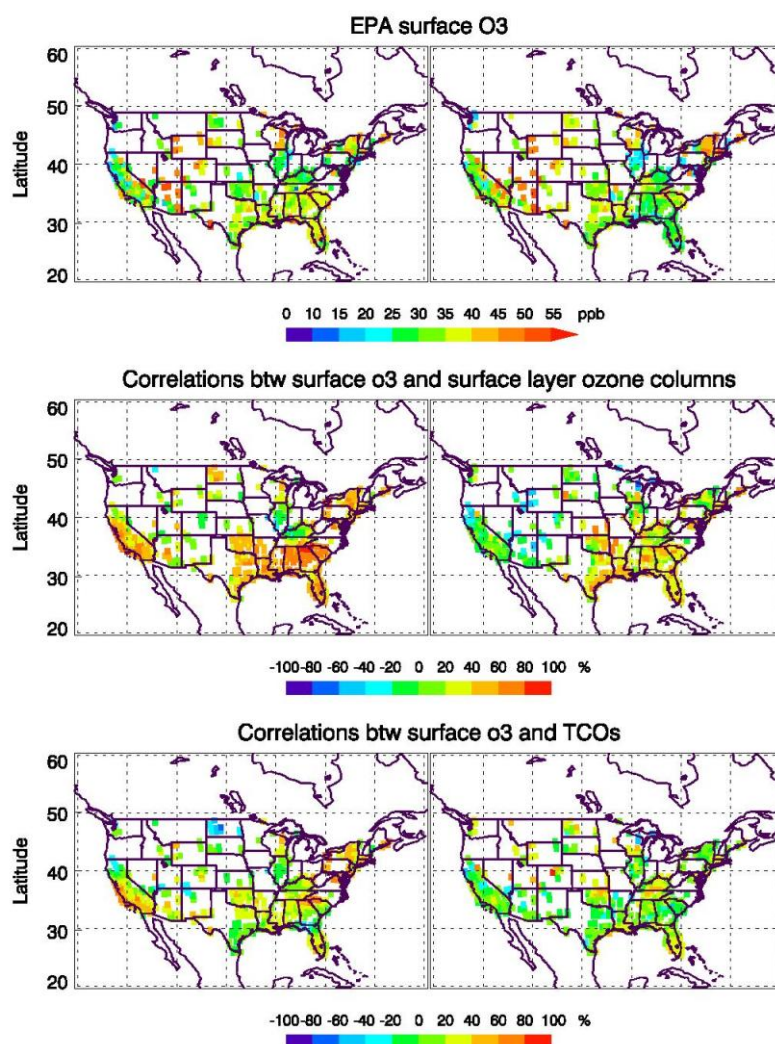 EPA surface O3
60
50
40
30
20
Latitude
0 10 15 20 25 30 35 40 45 50 55 ppb
Correlations btw surface o3 and surface layer ozone columns
60
50
40
30
20
Latitude
-100-80 -60 -40 -20 0 20 40 60 80 100 %
Correlations btw surface o3 and TCOs
60
50
40
30
20
Latitude
-100-80 -60 -40 -20 0 20 40 60 80 100 %